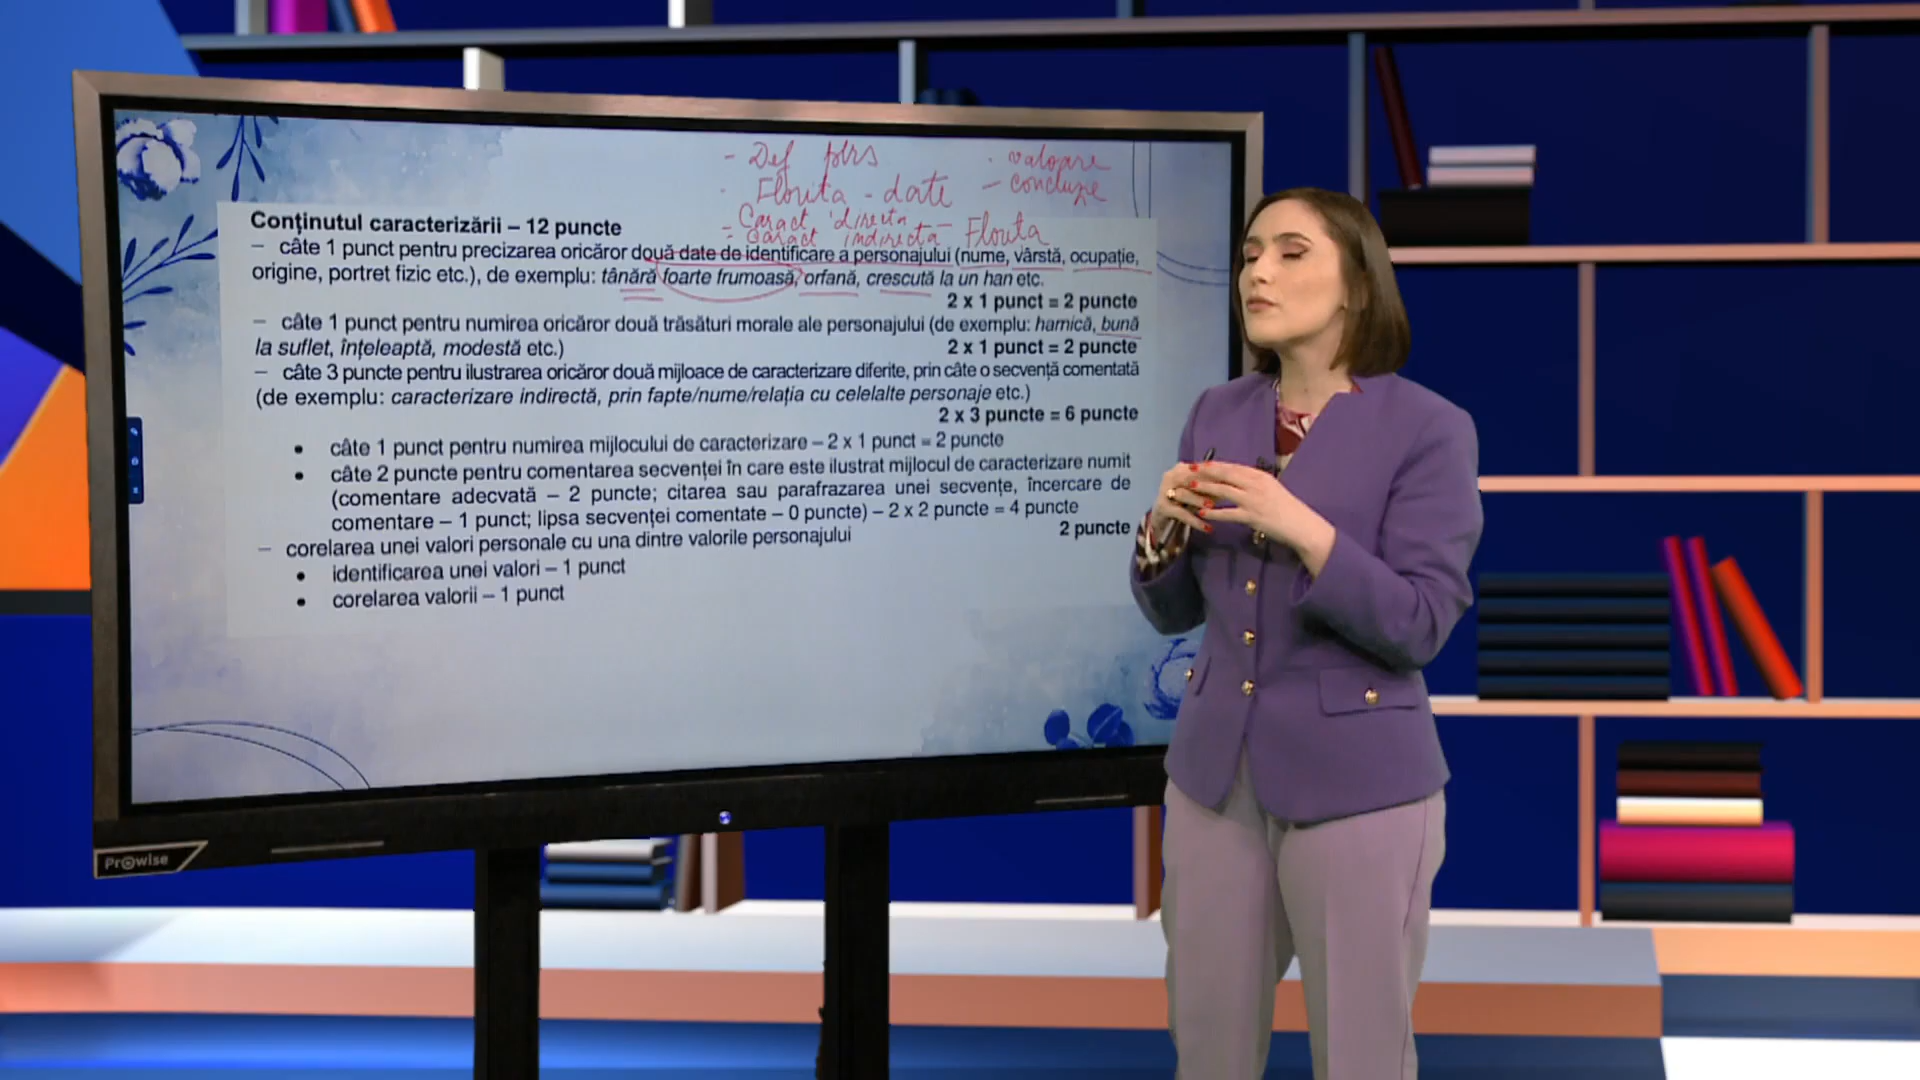 - Def prs
- Florița - date
- Caract directa
- Caract indirecta - Florița
- valoare
- concluzie
Conținutul caracterizării – 12 puncte
– câte 1 punct pentru precizarea oricăror două date de identificare a personajului (nume, vârstă, ocupație,
origine, portret fizic etc.), de exemplu: tânără foarte frumoasă, orfană, crescută la un han etc.
2 x 1 punct = 2 puncte
– câte 1 punct pentru numirea oricăror două trăsături morale ale personajului (de exemplu: harnică, bună
la suflet, înțeleaptă, modestă etc.)
2 x 1 punct = 2 puncte
– câte 3 puncte pentru ilustrarea oricăror două mijloace de caracterizare diferite, prin câte o secvență comentată
(de exemplu: caracterizare indirectă, prin fapte/nume/relația cu celelalte personaje etc.)
2 x 3 puncte = 6 puncte
• câte 1 punct pentru numirea mijlocului de caracterizare – 2 x 1 punct = 2 puncte
• câte 2 puncte pentru comentarea secvenței în care este ilustrat mijlocul de caracterizare numit
(comentare adecvată – 2 puncte; citarea sau parafrazarea unei secvențe, încercare de
comentare – 1 punct; lipsa secvenței comentate – 0 puncte) – 2 x 2 puncte = 4 puncte
– corelarea unei valori personale cu una dintre valorile personajului
2 puncte
• identificarea unei valori – 1 punct
• corelarea valorii – 1 punct
Prowise